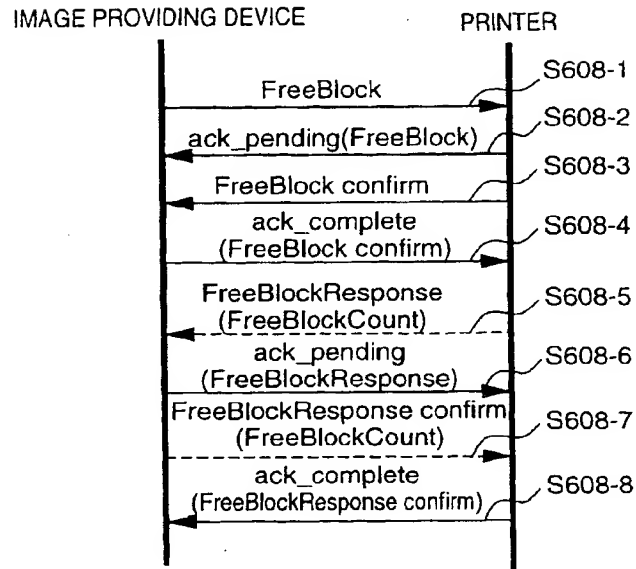 IMAGE PROVIDING DEVICE
PRINTER
S608-1
FreeBlock
S608-2
ack_pending(FreeBlock)
S608-3
FreeBlock confirm
S608-4
ack_complete
(FreeBlock confirm)
S608-5
FreeBlockResponse
(FreeBlockCount)
S608-6
ack_pending
(FreeBlockResponse)
S608-7
FreeBlockResponse confirm
(FreeBlockCount)
S608-8
ack_complete
(FreeBlockResponse confirm)